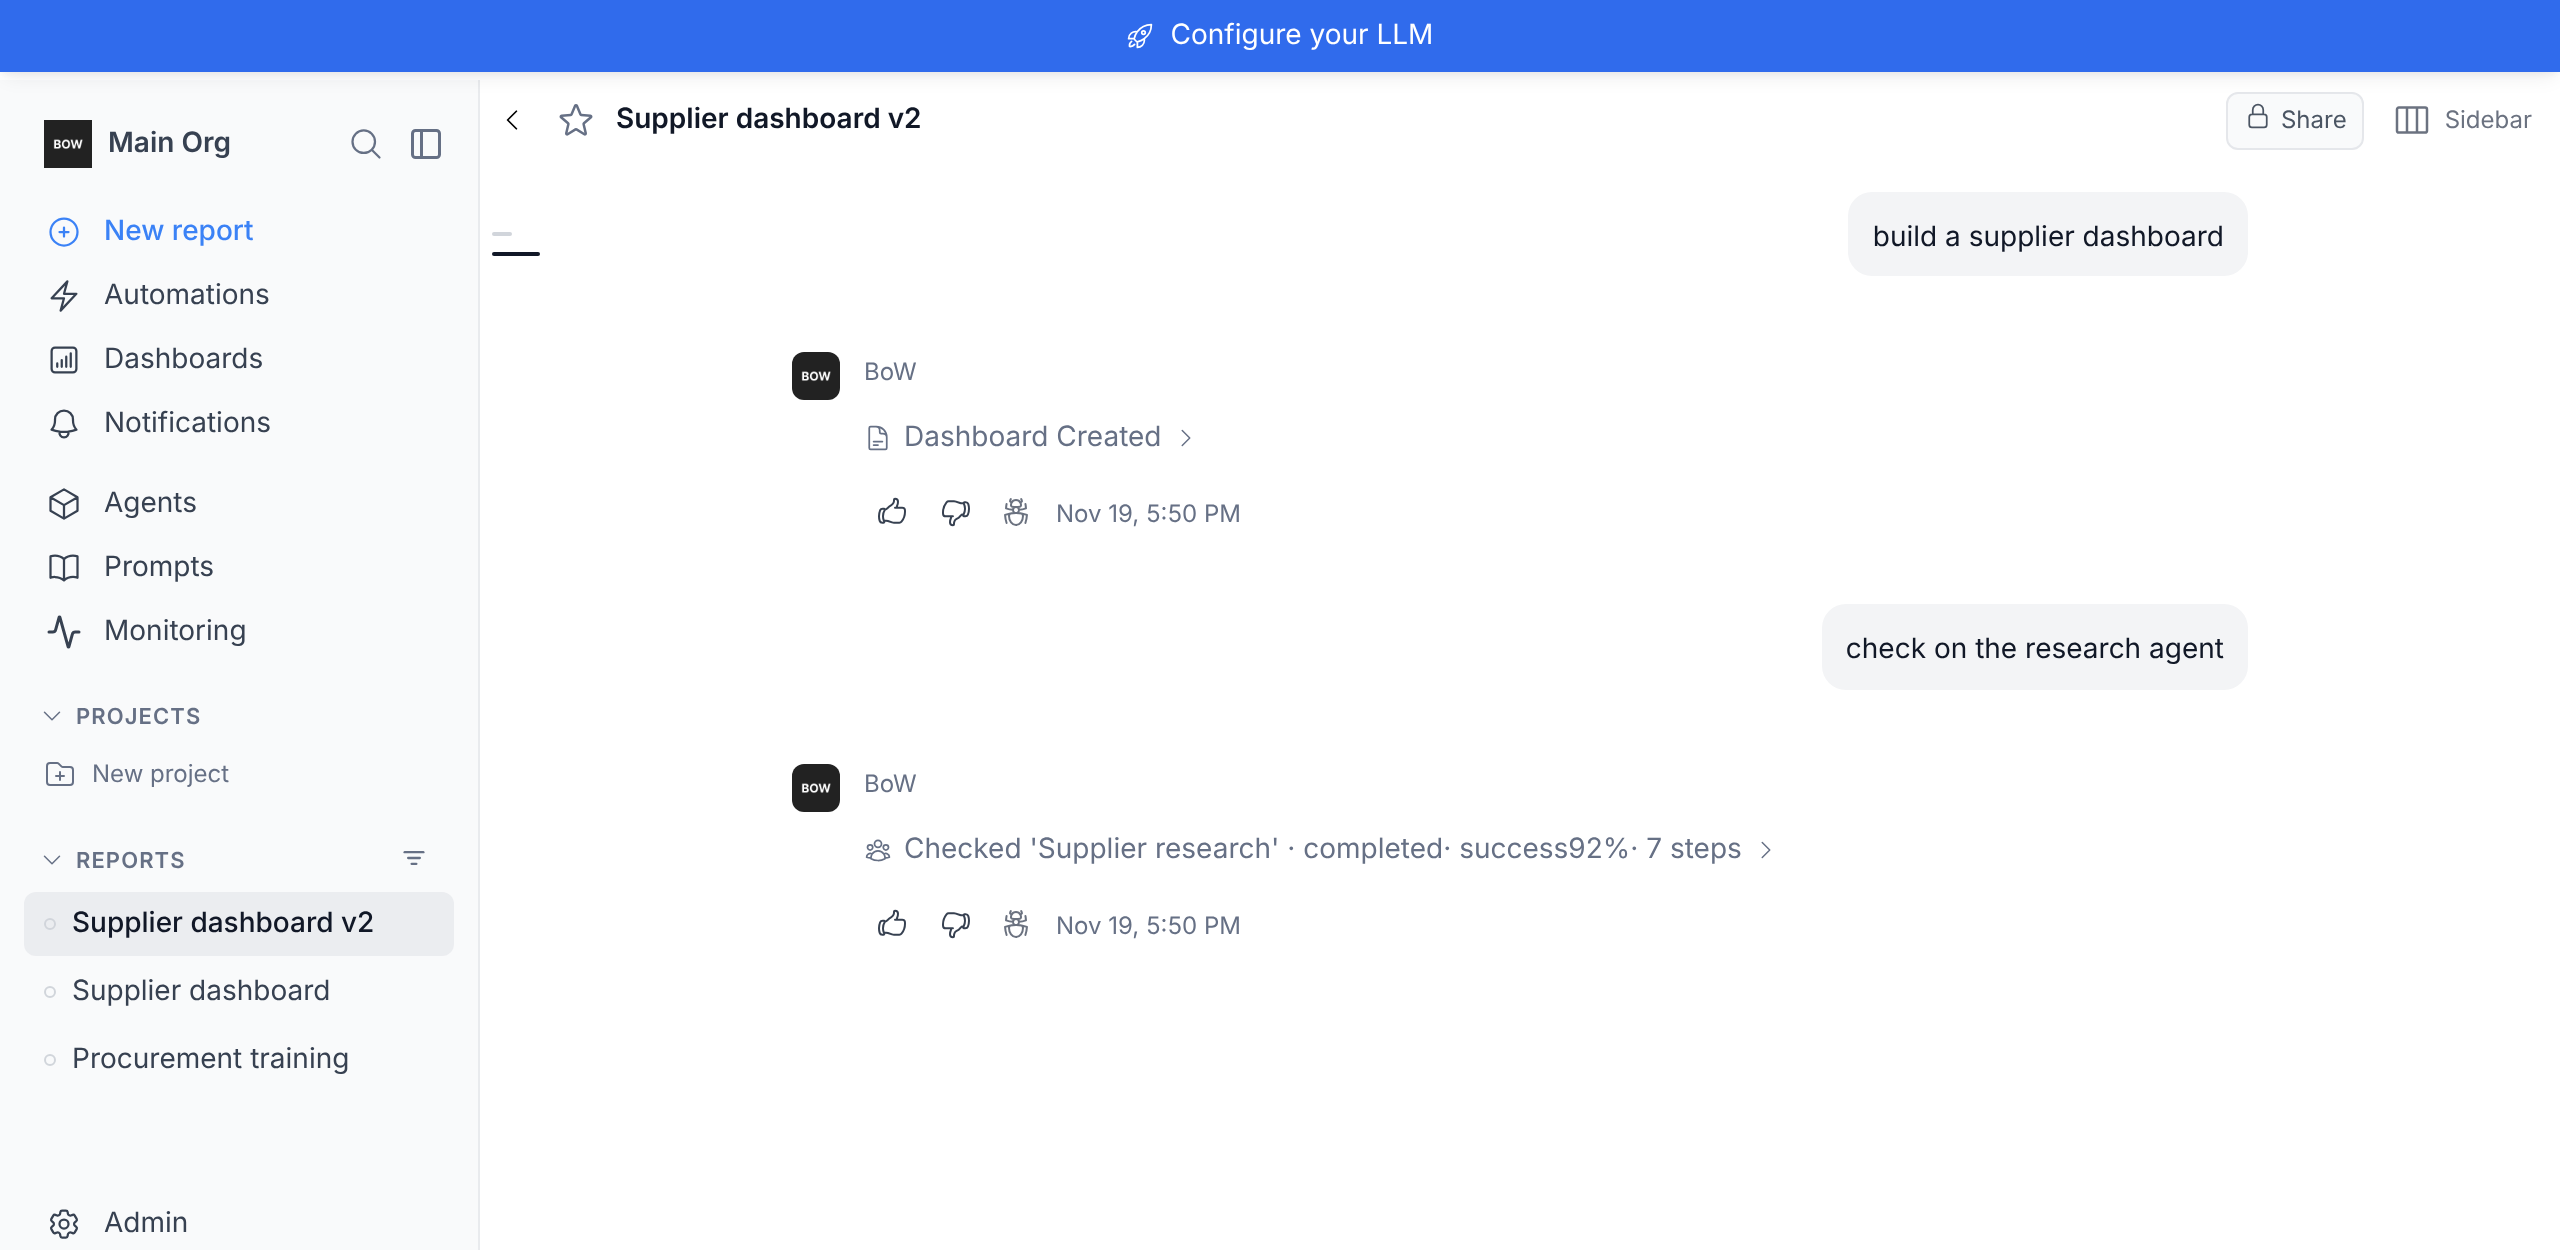 Configure your LLM
BOW
Main Org
New report
Automations
Dashboards
Notifications
Agents
Prompts
Monitoring
PROJECTS
New project
REPORTS
Supplier dashboard v2
Supplier dashboard
Procurement training
Admin
Supplier dashboard v2
Share
Sidebar
build a supplier dashboard
BOW
BoW
Dashboard Created
Nov 19, 5:50 PM
check on the research agent
BOW
BoW
Checked 'Supplier research' · completed· success92%· 7 steps
Nov 19, 5:50 PM